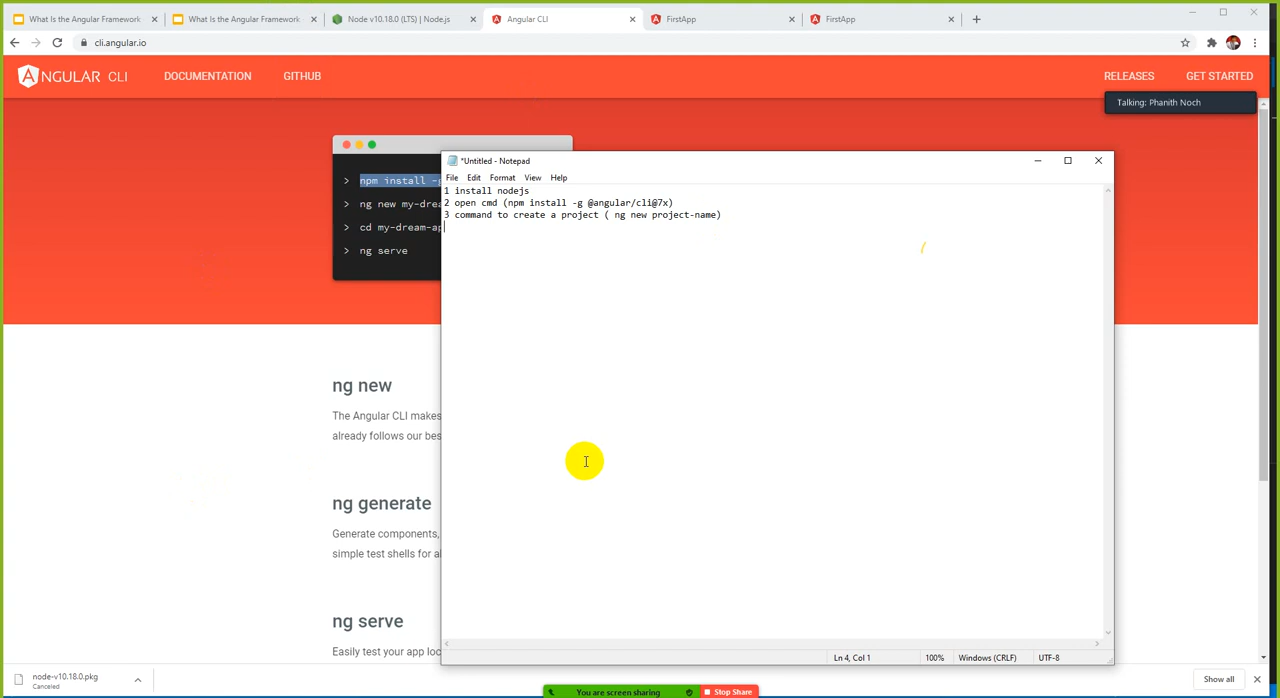 What Is the Angular Framework
What Is the Angular Framework
Node v10.18.0 (LTS) | Node.js
Angular CLI
FirstApp
FirstApp
cli.angular.io
NGULAR CLI
DOCUMENTATION
GITHUB
RELEASES
GET STARTED
Talking: Phanith Noch
> npm install -g
> ng new my-drea
> cd my-dream-ap
> ng serve
*Untitled - Notepad
File Edit Format View Help
1 install nodejs
2 open cmd (npm install -g @angular/cli@7x)
3 command to create a project ( ng new project-name)
ng new
The Angular CLI makes
already follows our bes
ng generate
Generate components,
simple test shells for al
ng serve
Easily test your app loc
Ln 4, Col 1
100%
Windows (CRLF)
UTF-8
node-v10.18.0.pkg
Canceled
Show all
You are screen sharing
Stop Share